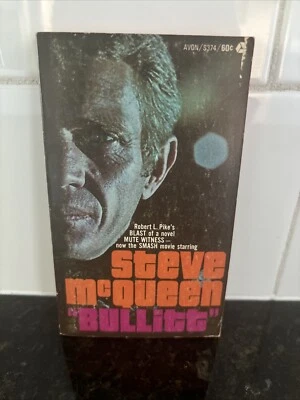 AVON/S374/60¢
Robert L. Pike's
BLAST of a novel
MUTE WITNESS—
now the SMASH movie starring
steve
mcQueen
"BULLITT"